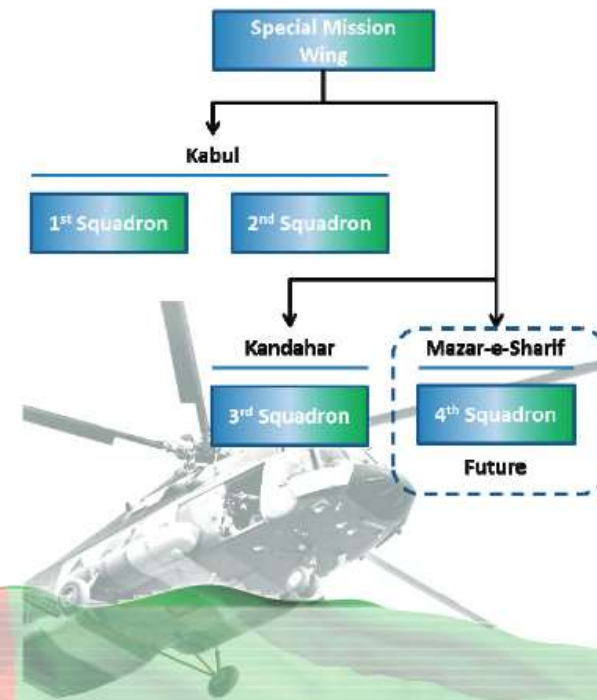 Special Mission
Wing
Kabul
1st Squadron
2nd Squadron
Kandahar
Mazar-e-Sharif
3rd Squadron
4th Squadron
Future